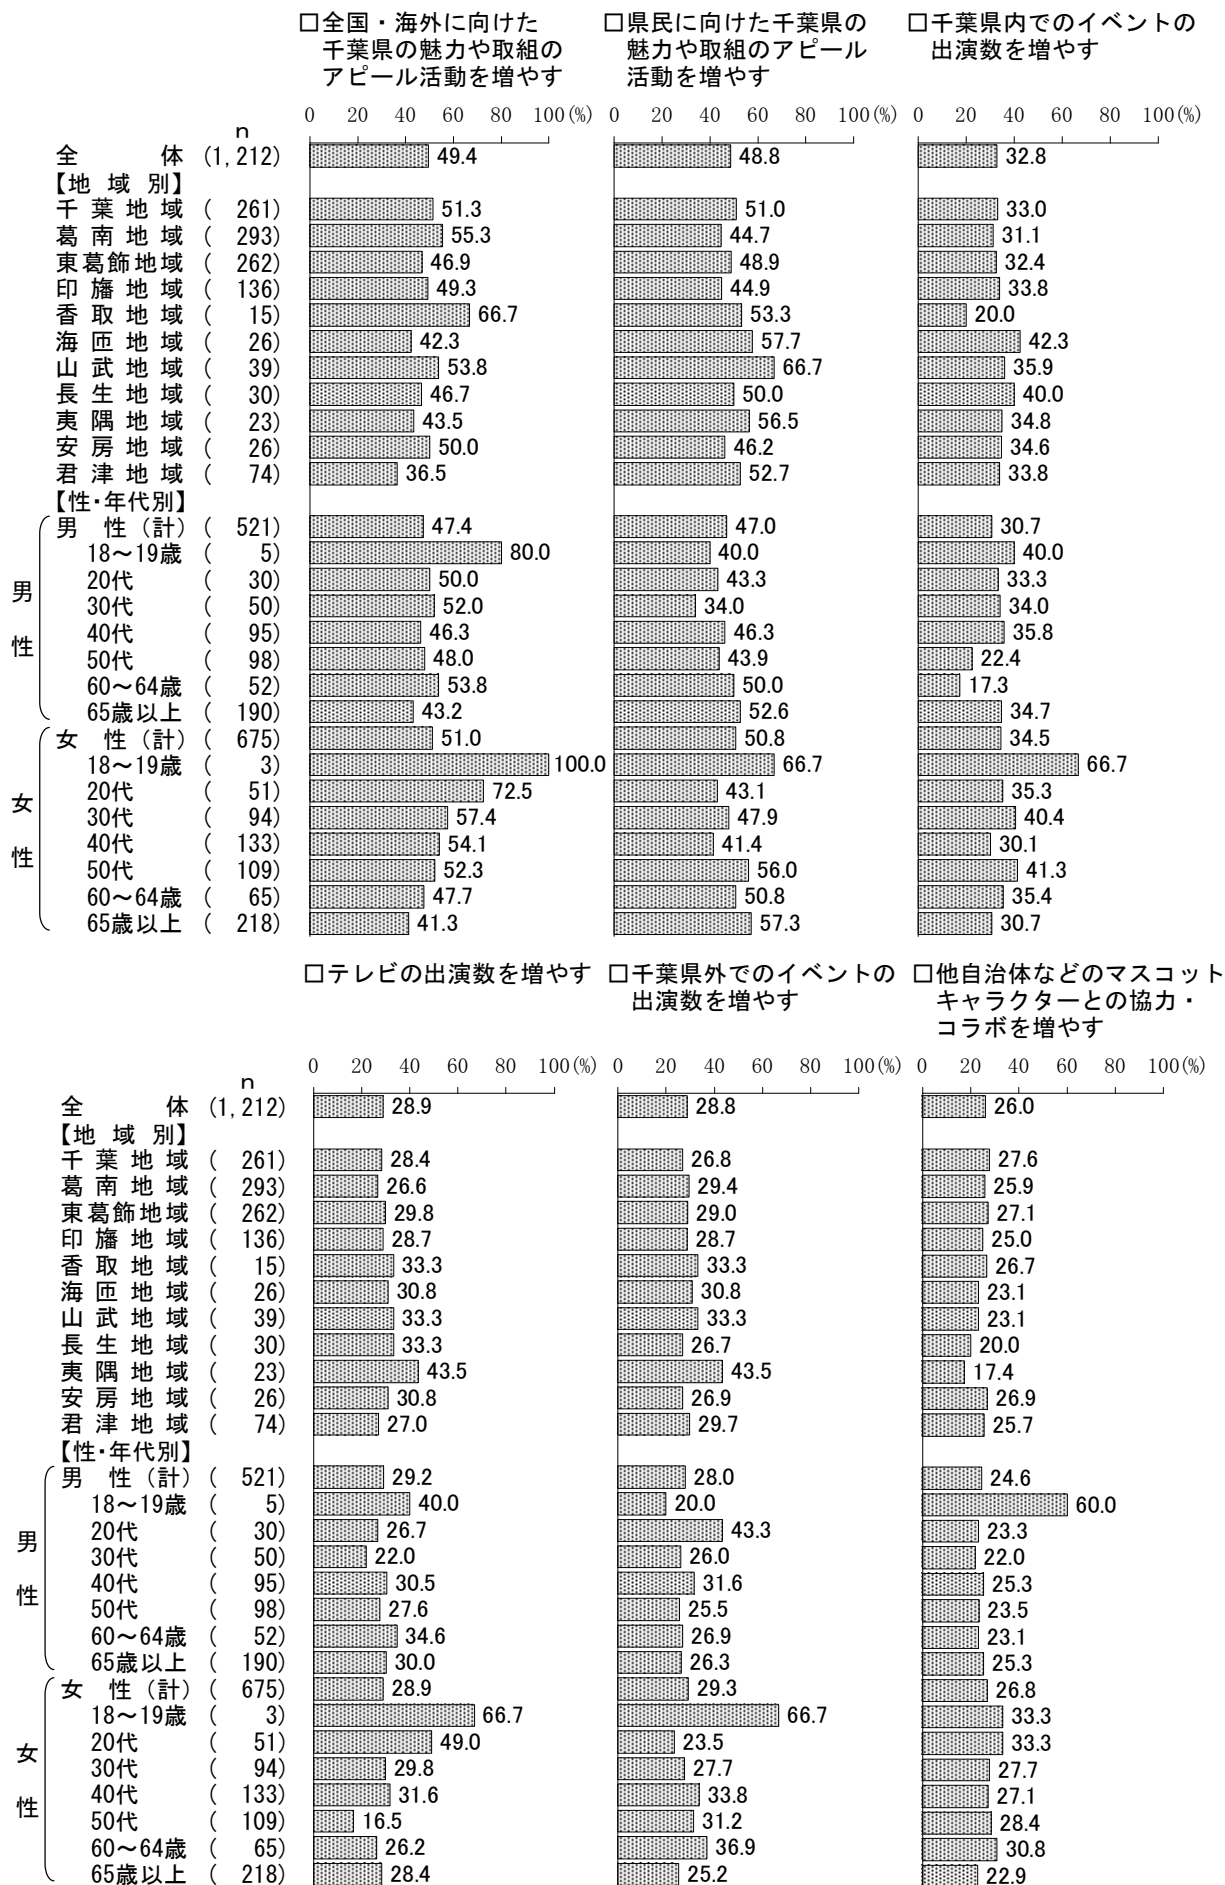 □全国・海外に向けた
千葉県の魅力や取組の
アピール活動を増やす
□県民に向けた千葉県の
魅力や取組のアピール
活動を増やす
□千葉県内でのイベントの
出演数を増やす
0 20 40 60 80 100(%) 0 20 40 60 80 100(%) 0 20 40 60 80 100(%)
n
全体 (1,212) 49.4 48.8 32.8
【地域別】
千葉地域 ( 261) 51.3 51.0 33.0
葛南地域 ( 293) 55.3 44.7 31.1
東葛飾地域 ( 262) 46.9 48.9 32.4
印旛地域 ( 136) 49.3 44.9 33.8
香取地域 ( 15) 66.7 53.3 20.0
海匝地域 ( 26) 42.3 57.7 42.3
山武地域 ( 39) 53.8 66.7 35.9
長生地域 ( 30) 46.7 50.0 40.0
夷隅地域 ( 23) 43.5 56.5 34.8
安房地域 ( 26) 50.0 46.2 34.6
君津地域 ( 74) 36.5 52.7 33.8
【性・年代別】
男性
男性(計) ( 521) 47.4 47.0 30.7
18～19歳 ( 5) 80.0 40.0 40.0
20代 ( 30) 50.0 43.3 33.3
30代 ( 50) 52.0 34.0 34.0
40代 ( 95) 46.3 46.3 35.8
50代 ( 98) 48.0 43.9 22.4
60～64歳 ( 52) 53.8 50.0 17.3
65歳以上 ( 190) 43.2 52.6 34.7
女性
女性(計) ( 675) 51.0 50.8 34.5
18～19歳 ( 3) 100.0 66.7 66.7
20代 ( 51) 72.5 43.1 35.3
30代 ( 94) 57.4 47.9 40.4
40代 ( 133) 54.1 41.4 30.1
50代 ( 109) 52.3 56.0 41.3
60～64歳 ( 65) 47.7 50.8 35.4
65歳以上 ( 218) 41.3 57.3 30.7
□テレビの出演数を増やす
□千葉県外でのイベントの
出演数を増やす
□他自治体などのマスコット
キャラクターとの協力・
コラボを増やす
0 20 40 60 80 100(%) 0 20 40 60 80 100(%) 0 20 40 60 80 100(%)
n
全体 (1,212) 28.9 28.8 26.0
【地域別】
千葉地域 ( 261) 28.4 26.8 27.6
葛南地域 ( 293) 26.6 29.4 25.9
東葛飾地域 ( 262) 29.8 29.0 27.1
印旛地域 ( 136) 28.7 28.7 25.0
香取地域 ( 15) 33.3 33.3 26.7
海匝地域 ( 26) 30.8 30.8 23.1
山武地域 ( 39) 33.3 33.3 23.1
長生地域 ( 30) 33.3 26.7 20.0
夷隅地域 ( 23) 43.5 43.5 17.4
安房地域 ( 26) 30.8 26.9 26.9
君津地域 ( 74) 27.0 29.7 25.7
【性・年代別】
男性
男性(計) ( 521) 29.2 28.0 24.6
18～19歳 ( 5) 40.0 20.0 60.0
20代 ( 30) 26.7 43.3 23.3
30代 ( 50) 22.0 26.0 22.0
40代 ( 95) 30.5 31.6 25.3
50代 ( 98) 27.6 25.5 23.5
60～64歳 ( 52) 34.6 26.9 23.1
65歳以上 ( 190) 30.0 26.3 25.3
女性
女性(計) ( 675) 28.9 29.3 26.8
18～19歳 ( 3) 66.7 66.7 33.3
20代 ( 51) 49.0 23.5 33.3
30代 ( 94) 29.8 27.7 27.7
40代 ( 133) 31.6 33.8 27.1
50代 ( 109) 16.5 31.2 28.4
60～64歳 ( 65) 26.2 36.9 30.8
65歳以上 ( 218) 28.4 25.2 22.9